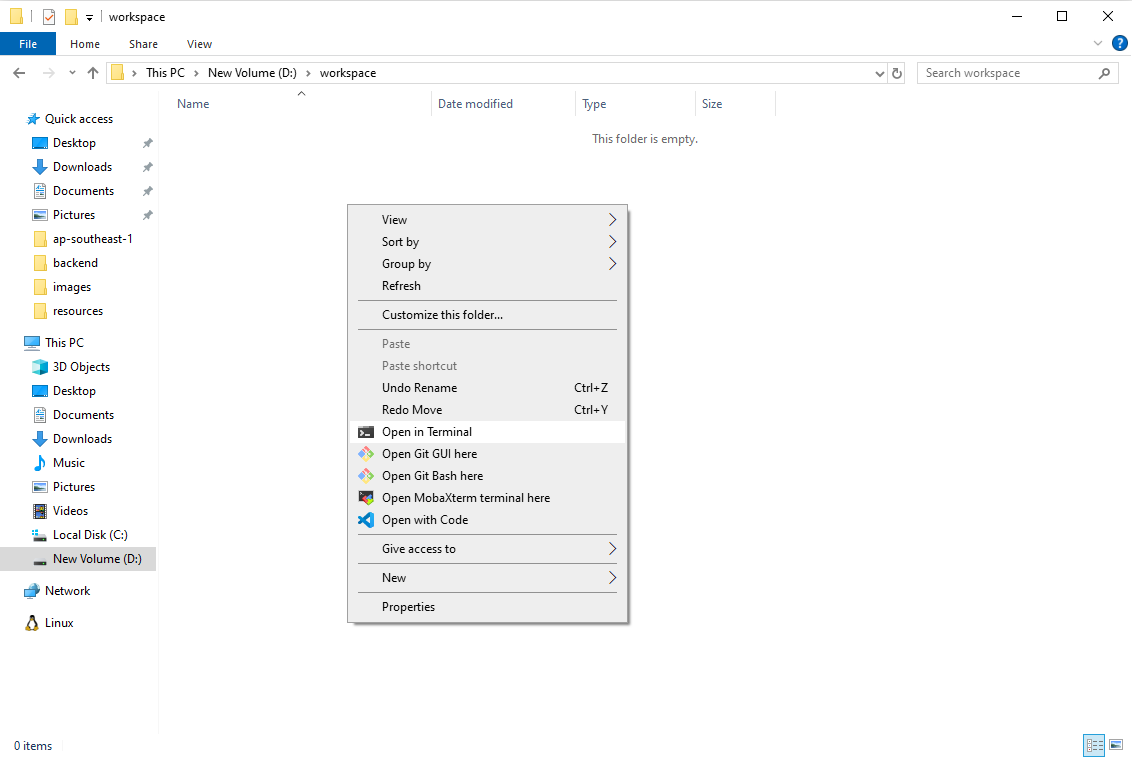 workspace
File Home Share View
This PC New Volume (D:) workspace Search workspace
Name Date modified Type Size
This folder is empty.
Quick access
Desktop
Downloads
Documents
Pictures
ap-southeast-1
backend
images
resources
This PC
3D Objects
Desktop
Documents
Downloads
Music
Pictures
Videos
Local Disk (C:)
New Volume (D:)
Network
Linux
View
Sort by
Group by
Refresh
Customize this folder...
Paste
Paste shortcut
Undo Rename Ctrl+Z
Redo Move Ctrl+Y
Open in Terminal
Open Git GUI here
Open Git Bash here
Open MobaXterm terminal here
Open with Code
Give access to
New
Properties
0 items